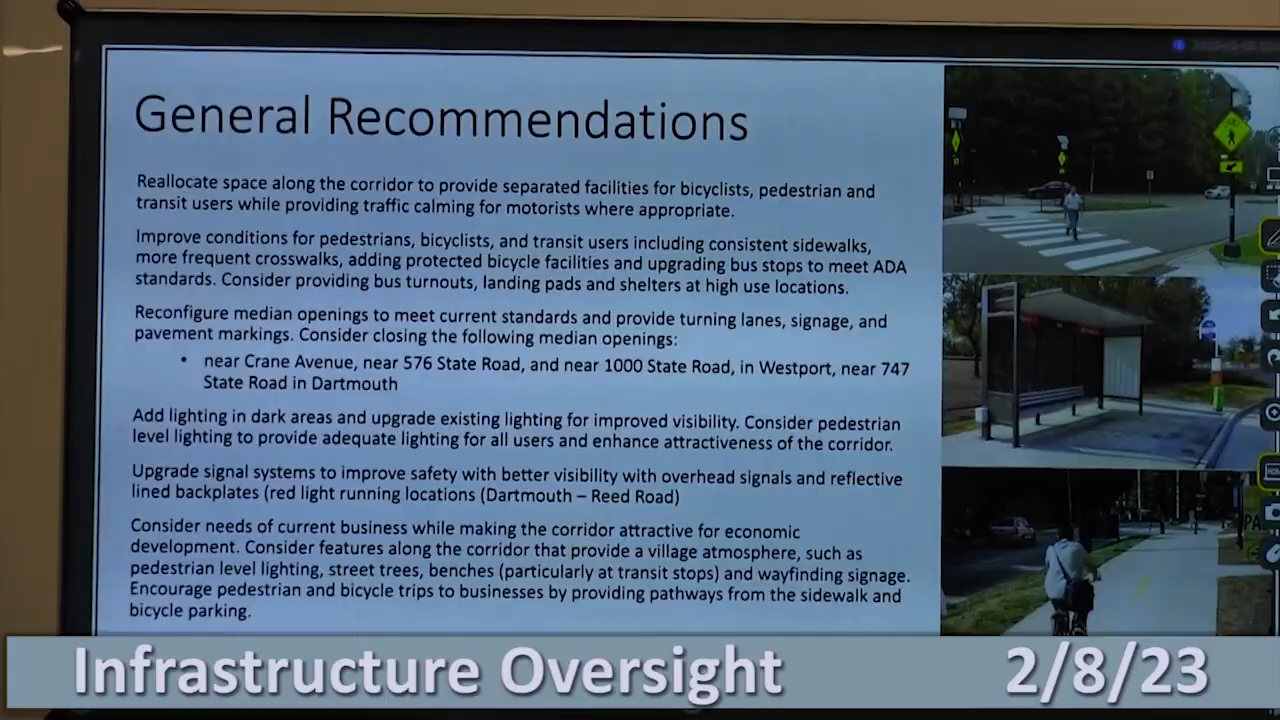 General Recommendations
Reallocate space along the corridor to provide separated facilities for bicyclists, pedestrian and
transit users while providing traffic calming for motorists where appropriate.
Improve conditions for pedestrians, bicyclists, and transit users including consistent sidewalks,
more frequent crosswalks, adding protected bicycle facilities and upgrading bus stops to meet ADA
standards. Consider providing bus turnouts, landing pads and shelters at high use locations.
Reconfigure median openings to meet current standards and provide turning lanes, signage, and
pavement markings. Consider closing the following median openings:
• near Crane Avenue, near 576 State Road, and near 1000 State Road, in Westport, near 747
State Road in Dartmouth
Add lighting in dark areas and upgrade existing lighting for improved visibility. Consider pedestrian
level lighting to provide adequate lighting for all users and enhance attractiveness of the corridor.
Upgrade signal systems to improve safety with better visibility with overhead signals and reflective
lined backplates (red light running locations (Dartmouth – Reed Road)
Consider needs of current business while making the corridor attractive for economic
development. Consider features along the corridor that provide a village atmosphere, such as
pedestrian level lighting, street trees, benches (particularly at transit stops) and wayfinding signage.
Encourage pedestrian and bicycle trips to businesses by providing pathways from the sidewalk and
bicycle parking.
Infrastructure Oversight 2/8/23